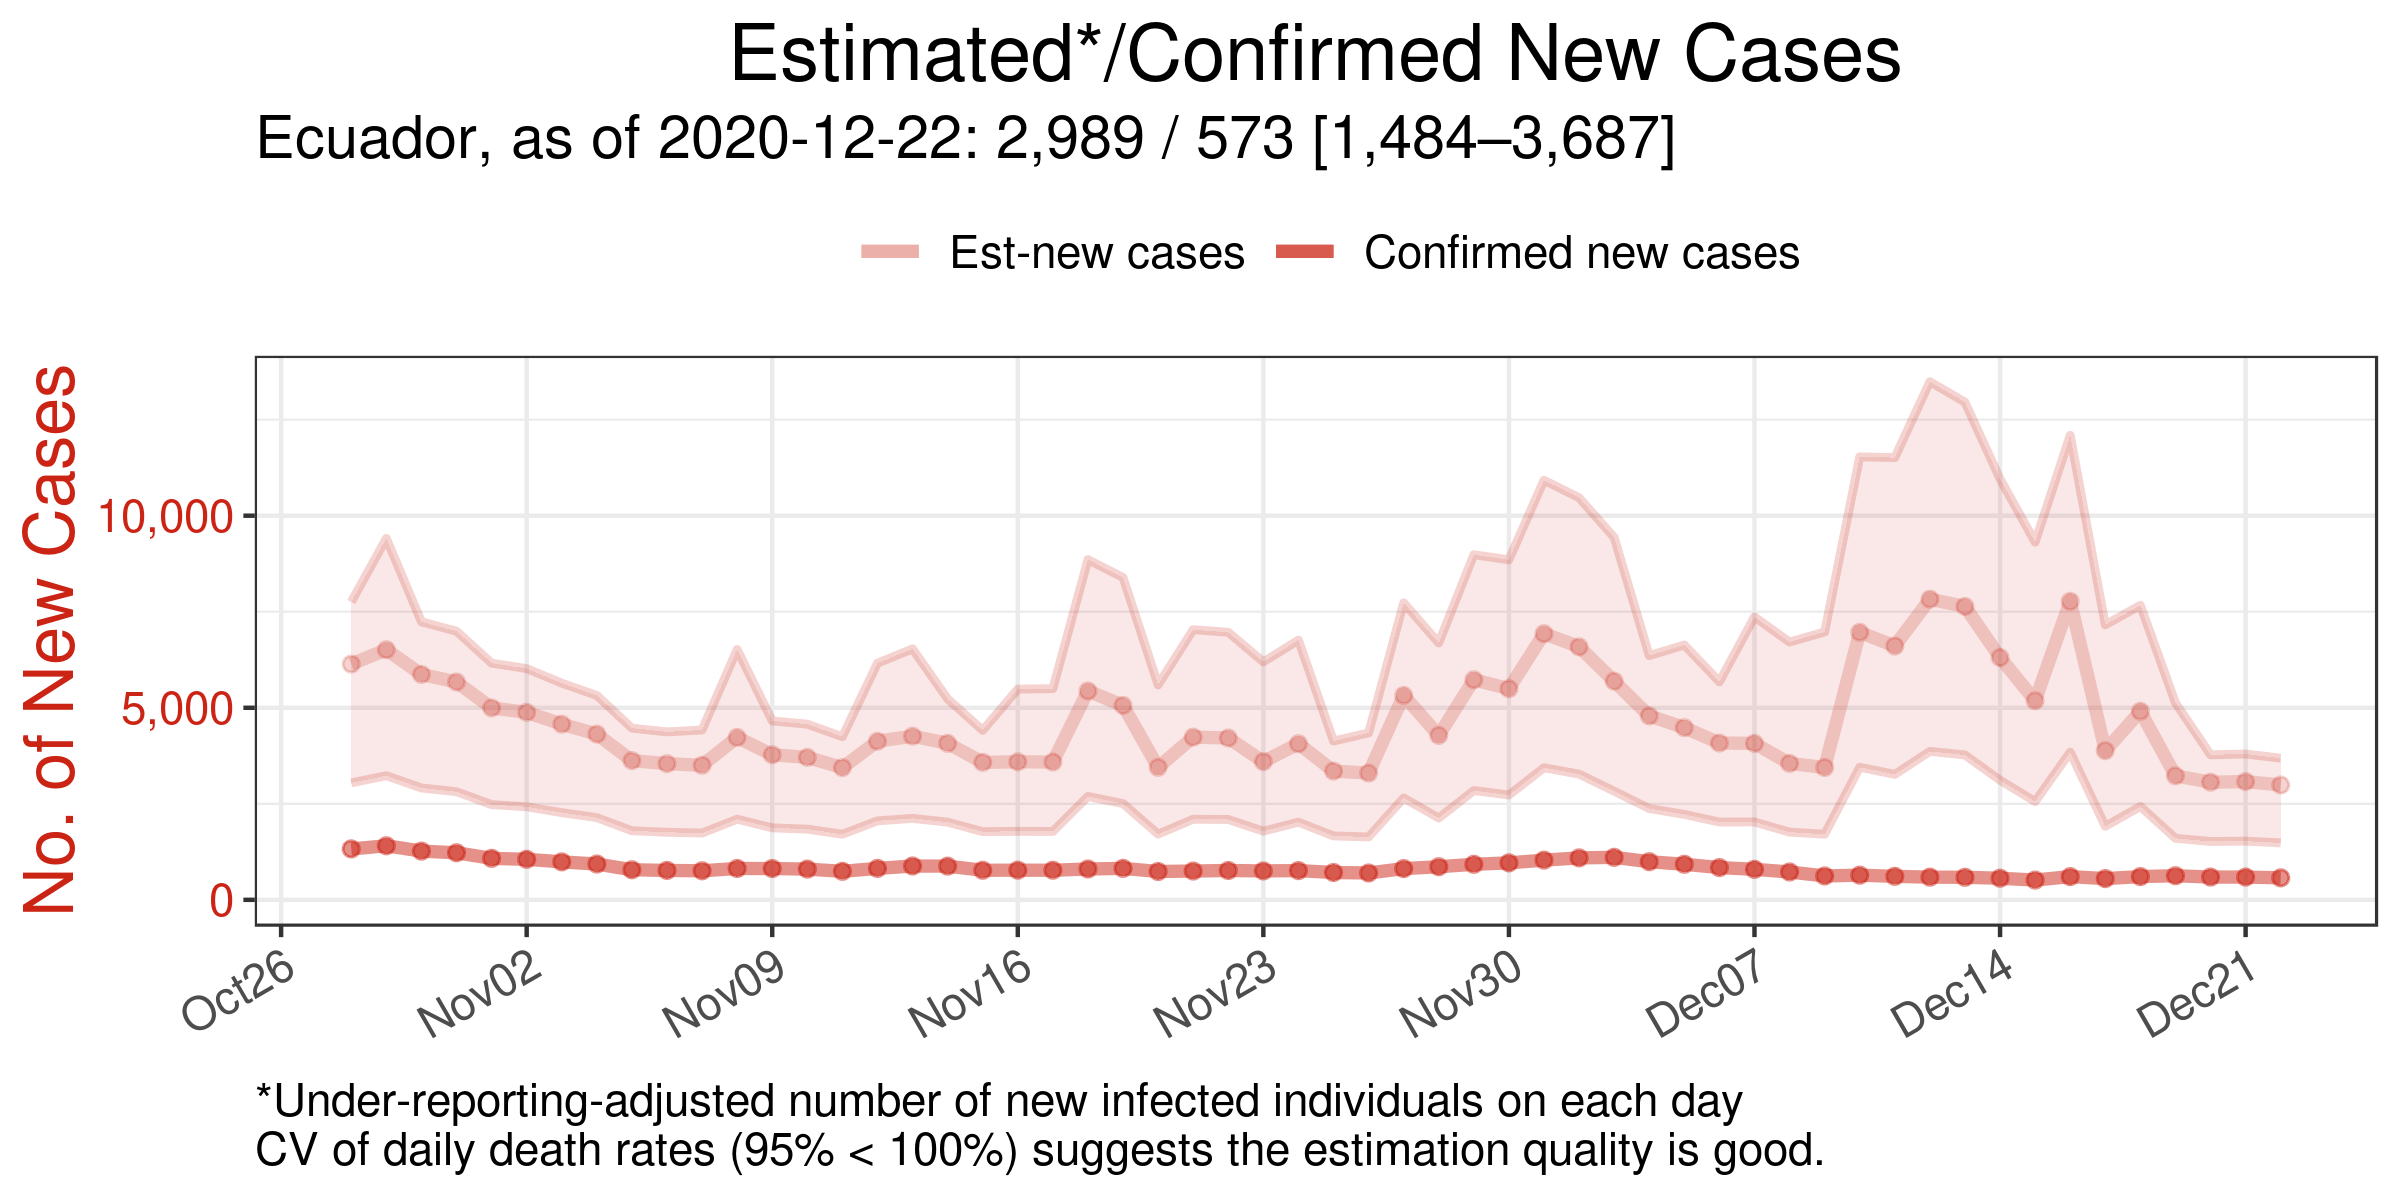 Estimated*/Confirmed New Cases
Ecuador, as of 2020-12-22: 2,989 / 573 [1,484–3,687]
Est-new cases
Confirmed new cases
No. of New Cases
10,000
5,000
0
Oct26
Nov02
Nov09
Nov16
Nov23
Nov30
Dec07
Dec14
Dec21
*Under-reporting-adjusted number of new infected individuals on each day
CV of daily death rates (95% < 100%) suggests the estimation quality is good.